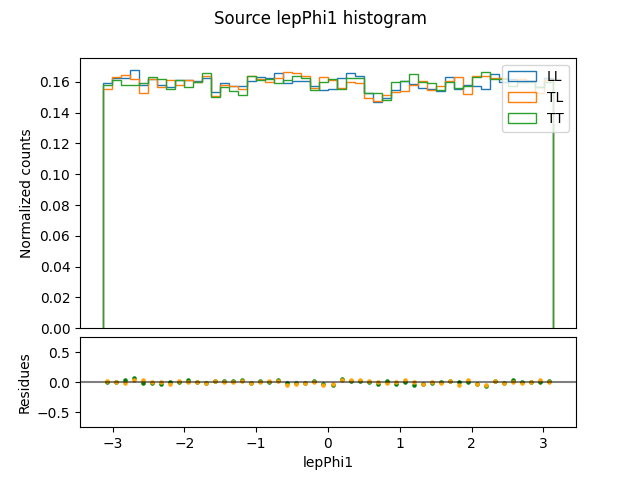 Source lepPhi1 histogram
Normalized counts
0.16
0.14
0.12
0.10
0.08
0.06
0.04
0.02
0.00
LL
TL
TT
Residues
0.5
0.0
−0.5
−3 −2 −1 0 1 2 3
lepPhi1